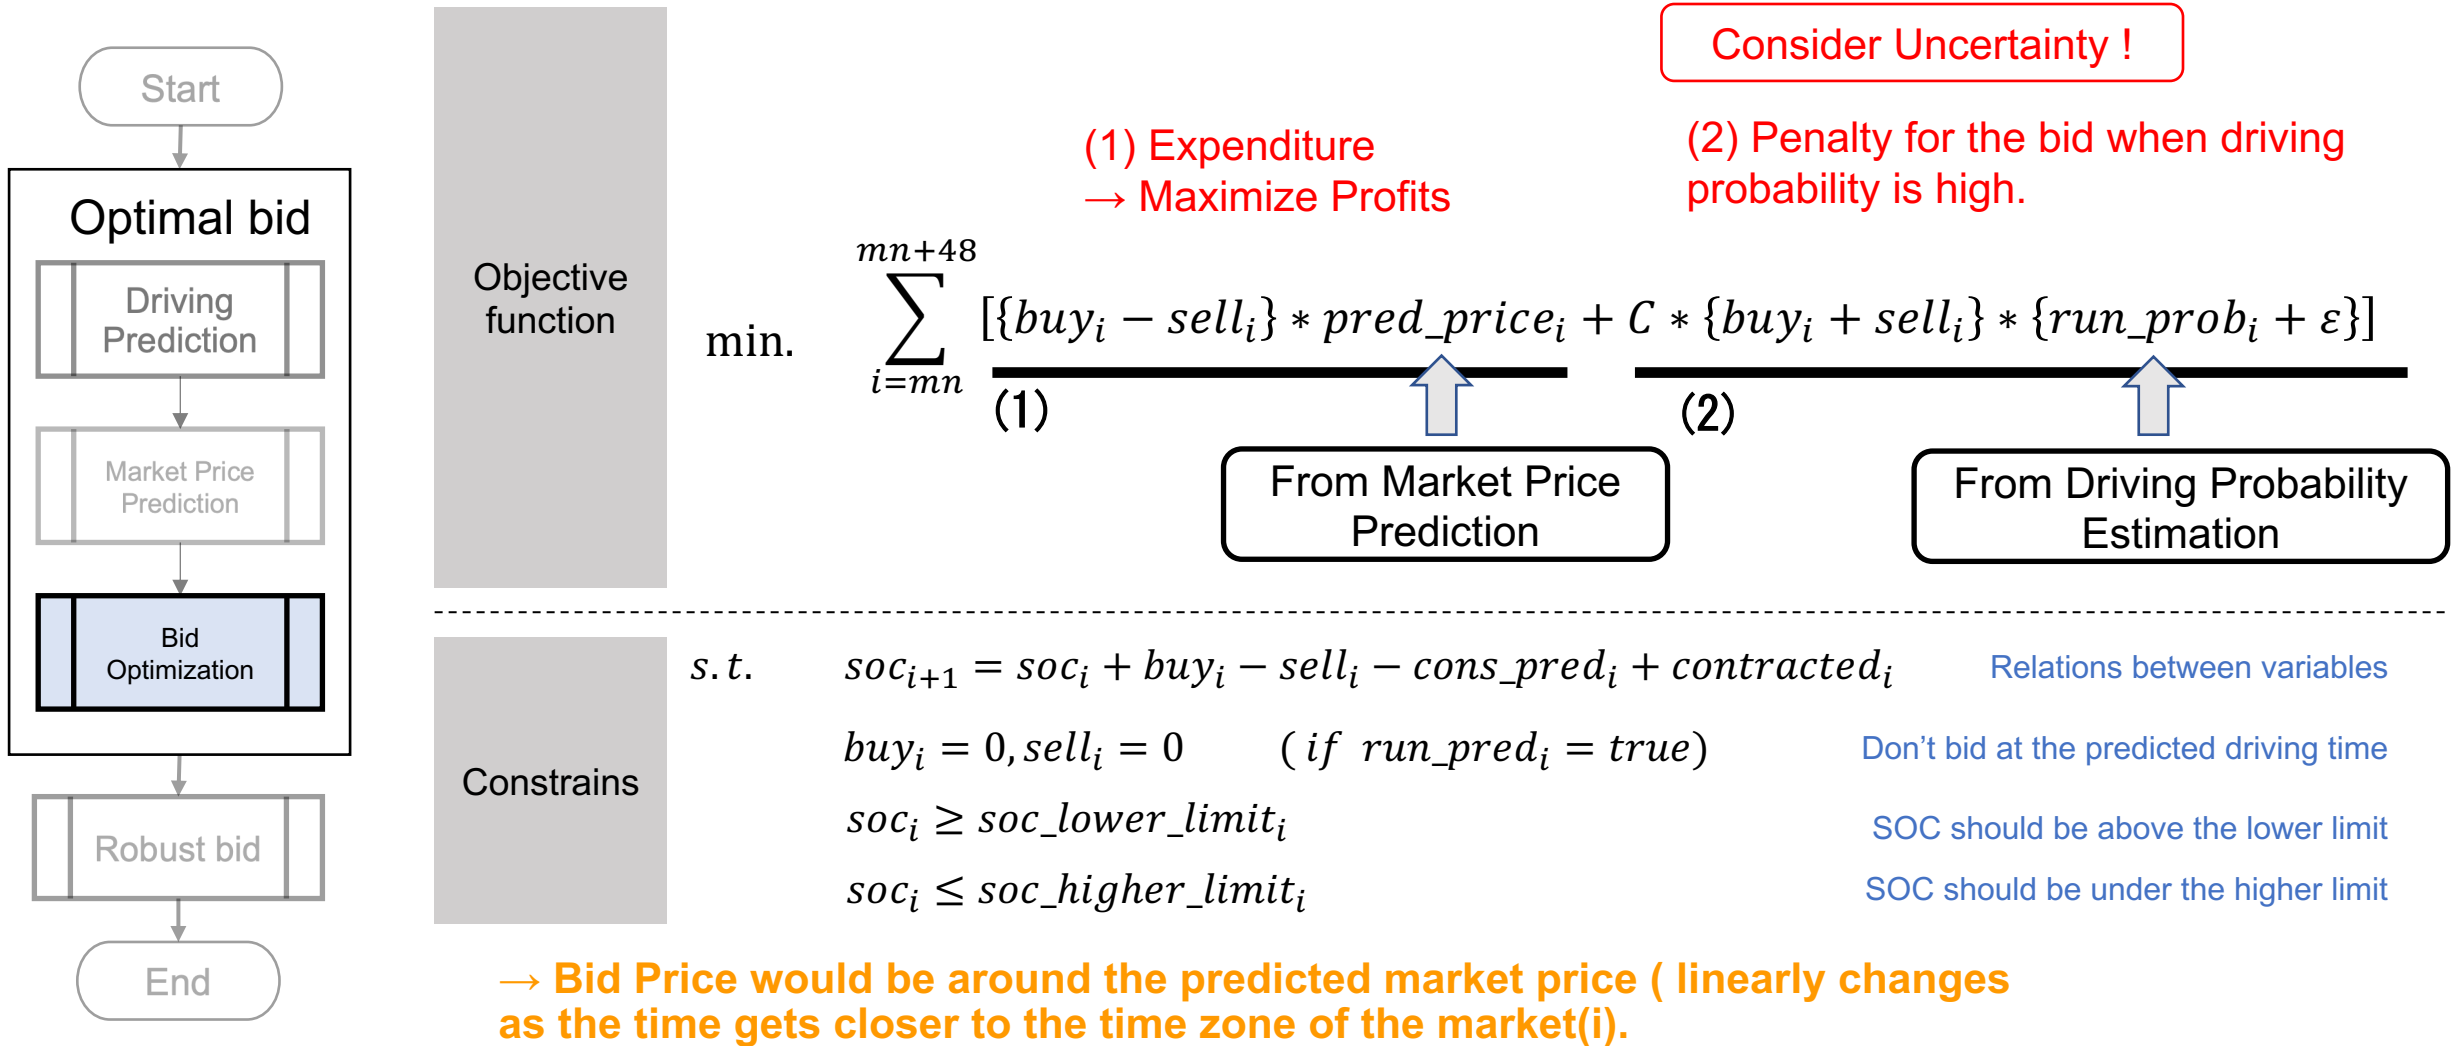 Start
Optimal bid
Driving
Prediction
Market Price
Prediction
Bid
Optimization
Robust bid
End
Objective
function
Consider Uncertainty !
(1) Expenditure
→ Maximize Profits
(2) Penalty for the bid when driving
probability is high.
min. \sum_{i=mn}^{mn+48} [{buy_i − sell_i} * pred_price_i + C * {buy_i + sell_i} * {run_prob_i + ε}]
(1)
(2)
From Market Price
Prediction
From Driving Probability
Estimation
Constrains
s.t. soc_{i+1} = soc_i + buy_i − sell_i − cons_pred_i + contracted_i
Relations between variables
buy_i = 0, sell_i = 0 ( if run_pred_i = true)
Don’t bid at the predicted driving time
soc_i ≥ soc_lower_limit_i
SOC should be above the lower limit
soc_i ≤ soc_higher_limit_i
SOC should be under the higher limit
→ Bid Price would be around the predicted market price ( linearly changes
as the time gets closer to the time zone of the market(i).